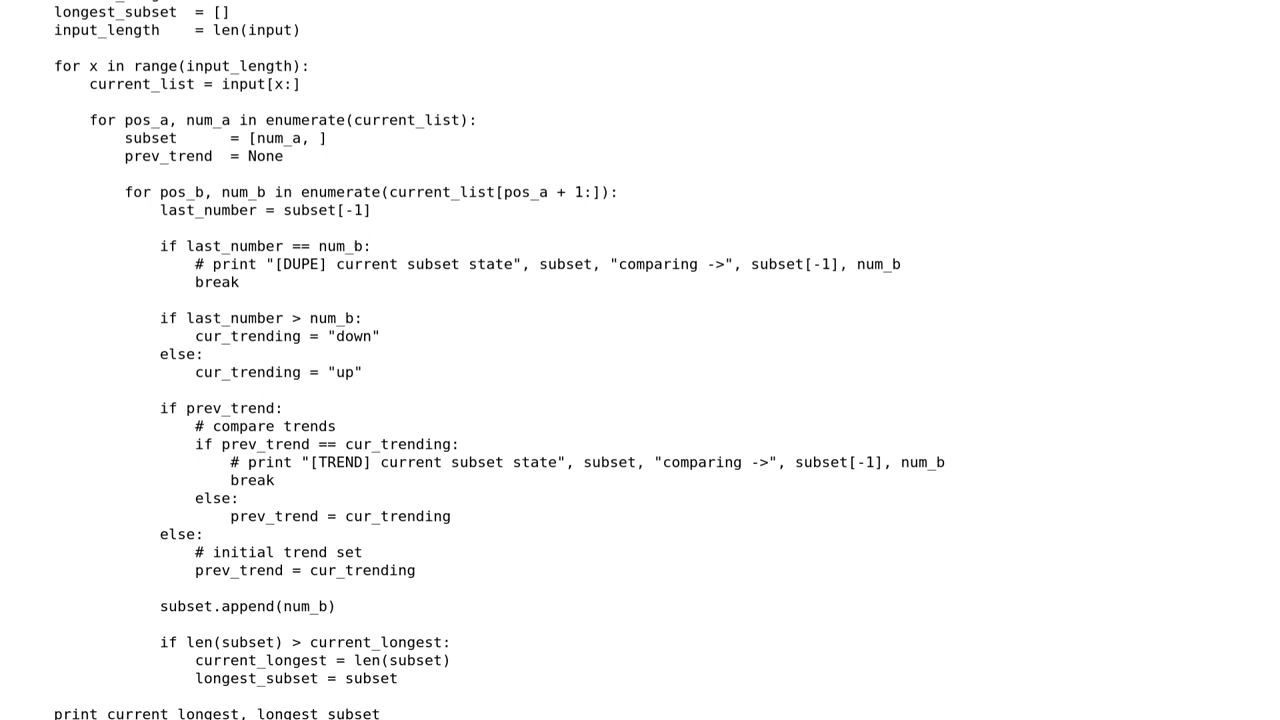 longest_subset  = []
input_length    = len(input)

for x in range(input_length):
    current_list = input[x:]

    for pos_a, num_a in enumerate(current_list):
        subset      = [num_a, ]
        prev_trend  = None

        for pos_b, num_b in enumerate(current_list[pos_a + 1:]):
            last_number = subset[-1]

            if last_number == num_b:
                # print "[DUPE] current subset state", subset, "comparing ->", subset[-1], num_b
                break

            if last_number > num_b:
                cur_trending = "down"
            else:
                cur_trending = "up"

            if prev_trend:
                # compare trends
                if prev_trend == cur_trending:
                    # print "[TREND] current subset state", subset, "comparing ->", subset[-1], num_b
                    break
                else:
                    prev_trend = cur_trending
            else:
                # initial trend set
                prev_trend = cur_trending

            subset.append(num_b)

            if len(subset) > current_longest:
                current_longest = len(subset)
                longest_subset = subset

print current_longest, longest_subset